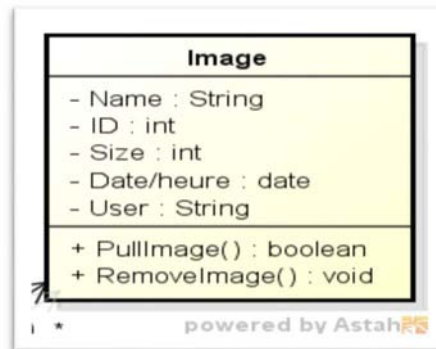 Image
- Name : String
- ID : int
- Size : int
- Date/heure : date
- User : String
+ PullImage() : boolean
+ RemoveImage() : void
*
powered by Astah